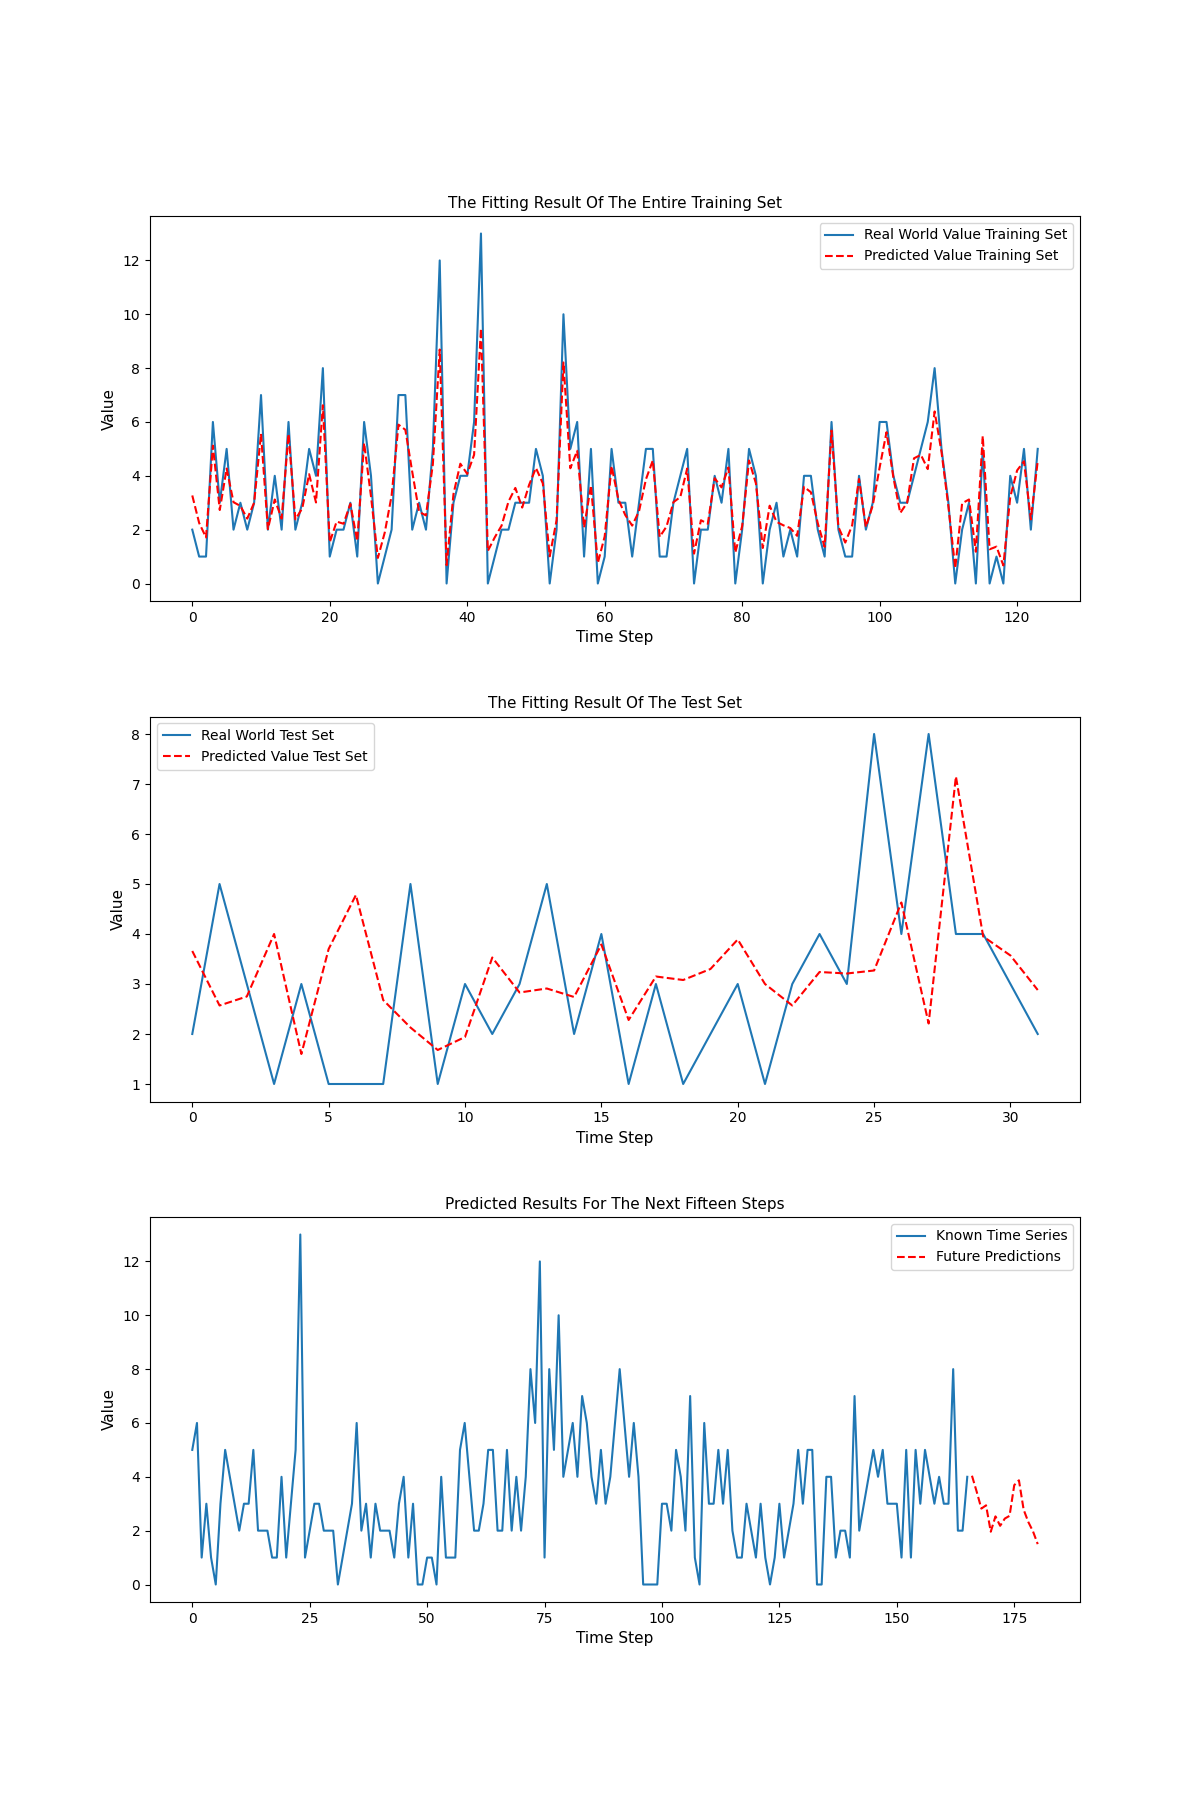 The Fitting Result Of The Entire Training Set
Real World Value Training Set
Predicted Value Training Set
Value
12
10
8
6
4
2
0
0 20 40 60 80 100 120
Time Step
The Fitting Result Of The Test Set
Real World Test Set
Predicted Value Test Set
Value
8
7
6
5
4
3
2
1
0 5 10 15 20 25 30
Time Step
Predicted Results For The Next Fifteen Steps
Known Time Series
Future Predictions
Value
12
10
8
6
4
2
0
0 25 50 75 100 125 150 175
Time Step